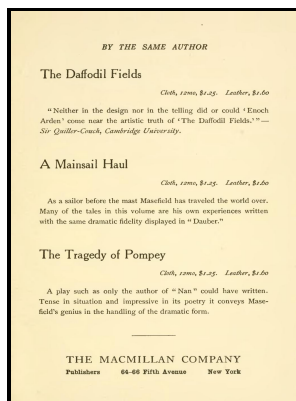 BY THE SAME AUTHOR
The Daffodil Fields
Cloth, 12mo, $1.25. Leather, $1.60
"Neither in the design nor in the telling did or could 'Enoch
Arden' come near the artistic truth of 'The Daffodil Fields.'"—
Sir Quiller-Couch, Cambridge University.
A Mainsail Haul
Cloth, 12mo, $1.25. Leather, $1.60
As a sailor before the mast Masefield has traveled the world over.
Many of the tales in this volume are his own experiences written
with the same dramatic fidelity displayed in "Dauber."
The Tragedy of Pompey
Cloth, 12mo, $1.25. Leather, $1.60
A play such as only the author of "Nan" could have written.
Tense in situation and impressive in its poetry it conveys Mase-
field's genius in the handling of the dramatic form.
THE MACMILLAN COMPANY
Publishers 64-66 Fifth Avenue New York